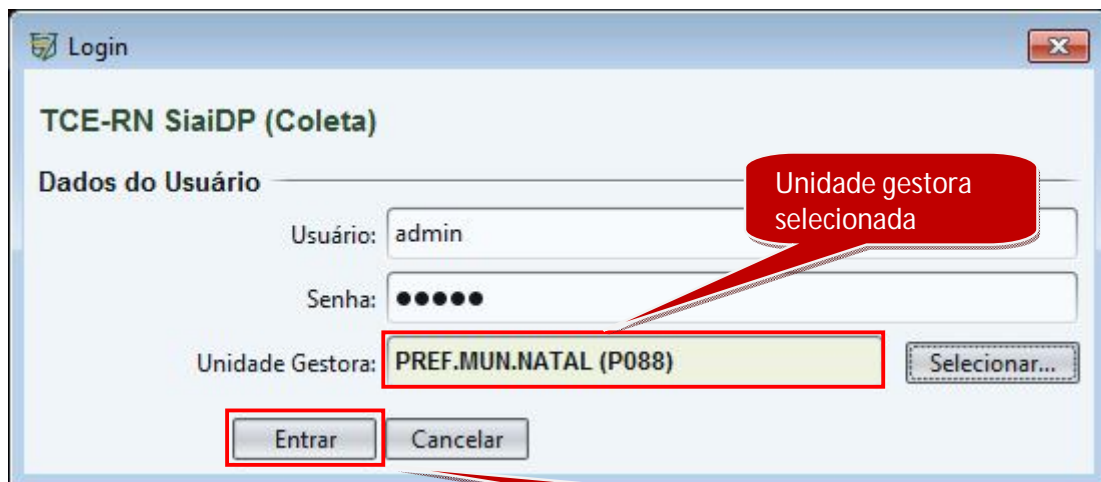 Login
TCE-RN SiaiDP (Coleta)
Dados do Usuário
Unidade gestora
selecionada
Usuário: admin
Senha: ●●●●●
Unidade Gestora: PREF.MUN.NATAL (P088) Selecionar...
Entrar Cancelar